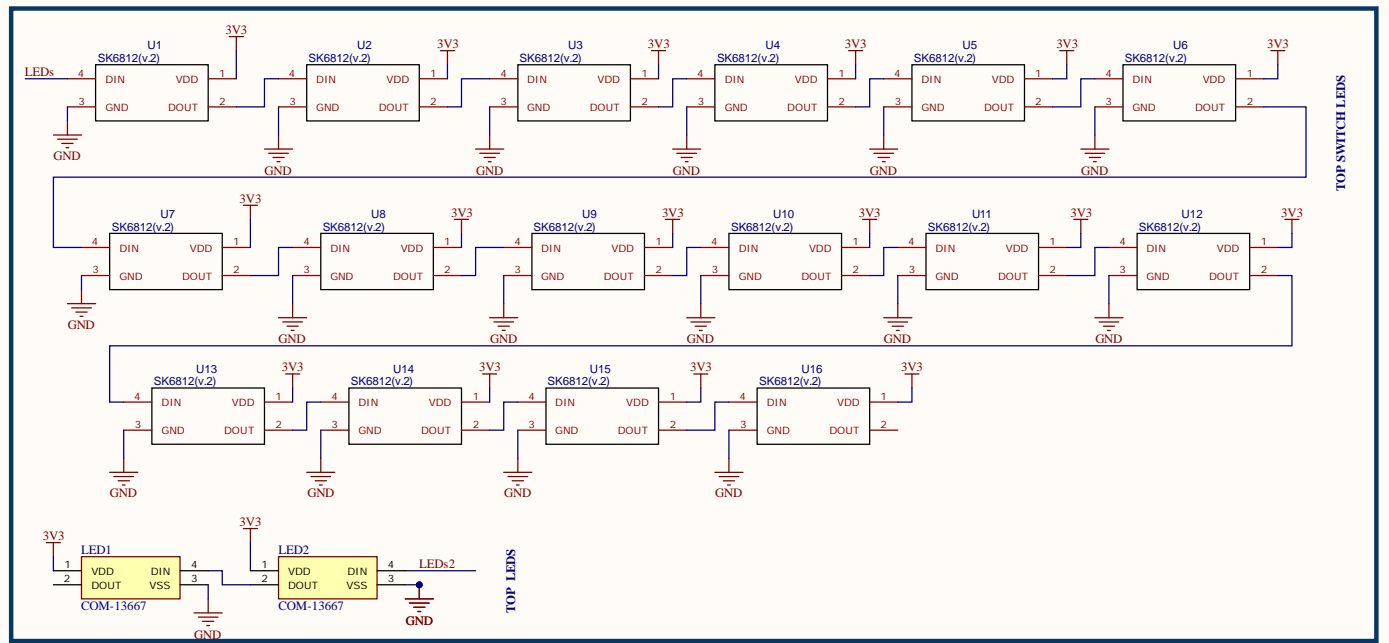 3V3
U1 U2 3V3 U3 3V3 U4 3V3 U5 3V3 U6 3V3
SK6812(v.2) SK6812(v.2) SK6812(v.2) SK6812(v.2) SK6812(v.2) SK6812(v.2)
LEDs 4 DIN VDD 1 4 DIN VDD 1 4 DIN VDD 1 4 DIN VDD 1 4 DIN VDD 1 4 DIN VDD 1
3 GND DOUT 2 3 GND DOUT 2 3 GND DOUT 2 3 GND DOUT 2 3 GND DOUT 2 3 GND DOUT 2
GND GND GND GND GND GND
TOP SWITCH LEDS
3V3
U7 U8 3V3 U9 3V3 U10 3V3 U11 3V3 U12 3V3
SK6812(v.2) SK6812(v.2) SK6812(v.2) SK6812(v.2) SK6812(v.2) SK6812(v.2)
4 DIN VDD 1 4 DIN VDD 1 4 DIN VDD 1 4 DIN VDD 1 4 DIN VDD 1 4 DIN VDD 1
3 GND DOUT 2 3 GND DOUT 2 3 GND DOUT 2 3 GND DOUT 2 3 GND DOUT 2 3 GND DOUT 2
GND GND GND GND GND GND
U13 3V3 U14 3V3 U15 3V3 U16 3V3
SK6812(v.2) SK6812(v.2) SK6812(v.2) SK6812(v.2)
4 DIN VDD 1 4 DIN VDD 1 4 DIN VDD 1 4 DIN VDD 1
3 GND DOUT 2 3 GND DOUT 2 3 GND DOUT 2 3 GND DOUT 2
GND GND GND GND
3V3 3V3
LED1 LED2
1 VDD DIN 4 1 VDD DIN 4 LEDs2
2 DOUT VSS 3 2 DOUT VSS 3
COM-13667 COM-13667
GND GND
TOP LEDS